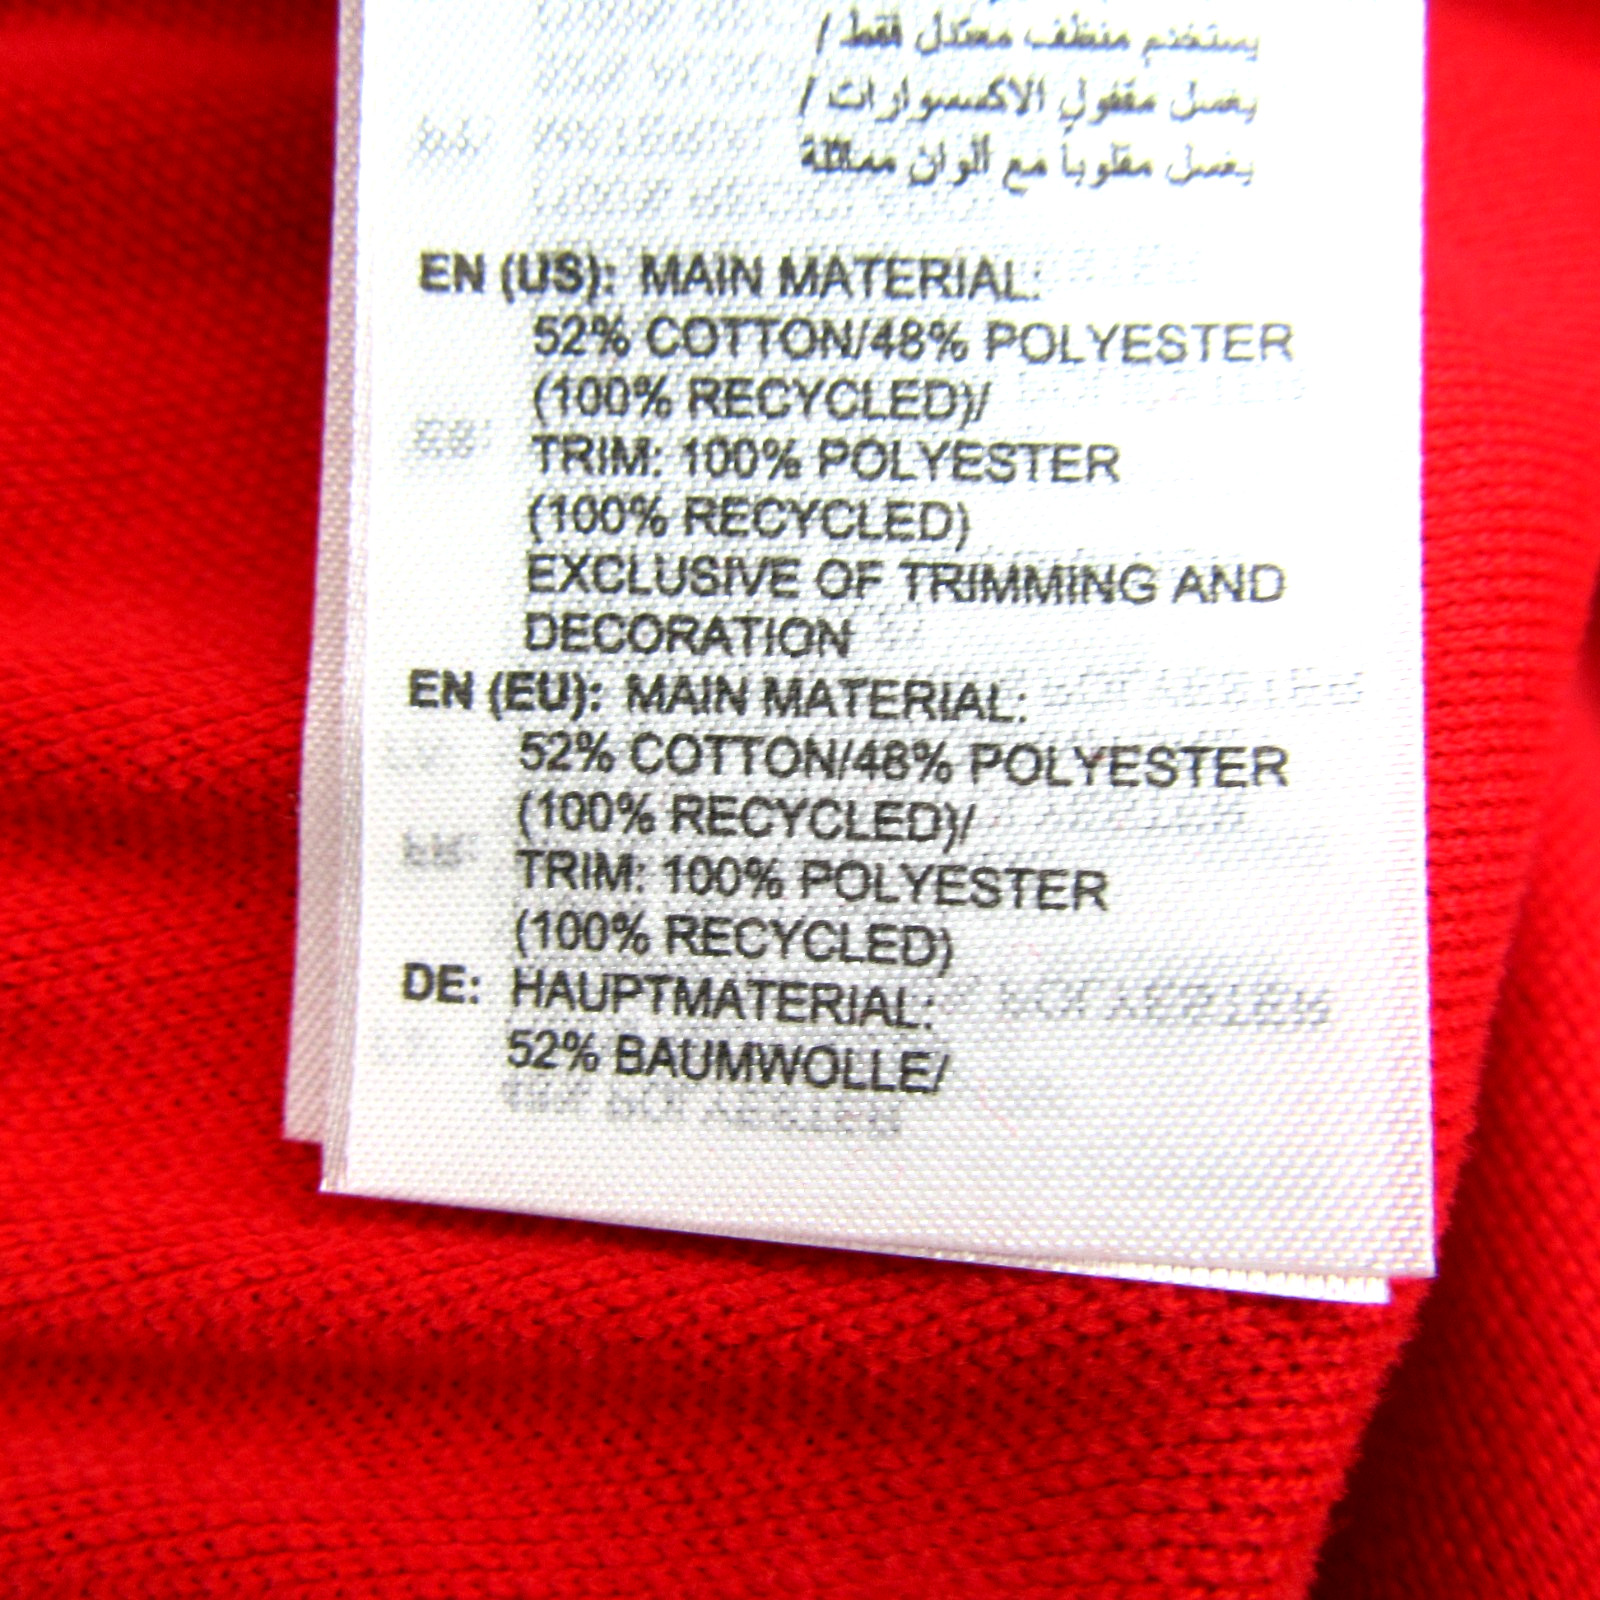 يستخدم منظف معتدل فقط /
يغسل مقفول الاكسسوارات /
يغسل مقلوباً مع ألوان مماثلة
EN (US): MAIN MATERIAL:
52% COTTON/48% POLYESTER
(100% RECYCLED)/
TRIM: 100% POLYESTER
(100% RECYCLED)
EXCLUSIVE OF TRIMMING AND
DECORATION
EN (EU): MAIN MATERIAL:
52% COTTON/48% POLYESTER
(100% RECYCLED)/
TRIM: 100% POLYESTER
(100% RECYCLED)
DE: HAUPTMATERIAL:
52% BAUMWOLLE/